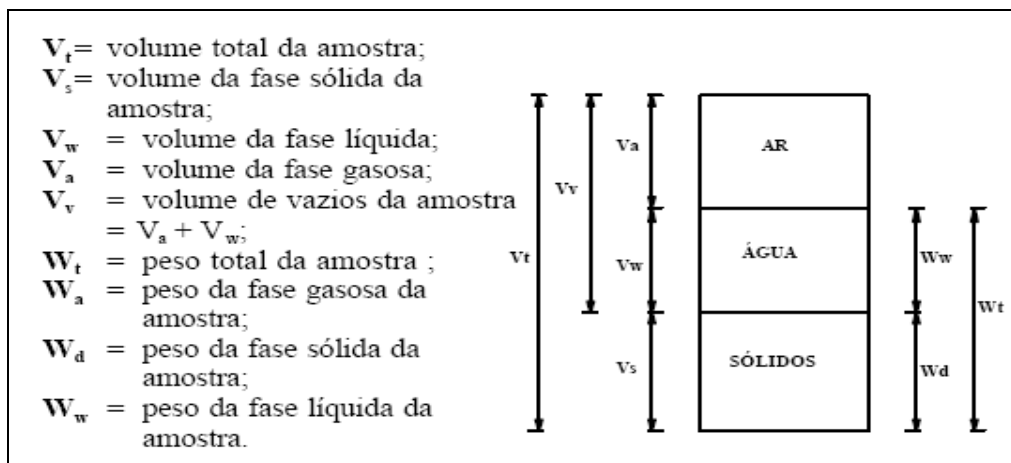 Vt= volume total da amostra;
Vs= volume da fase sólida da
amostra;
Vw = volume da fase líquida;
Va = volume da fase gasosa;
Vv = volume de vazios da amostra
= Va + Vw;
Wt = peso total da amostra ;
Wa = peso da fase gasosa da
amostra;
Wd = peso da fase sólida da
amostra;
Ww = peso da fase líquida da
amostra.
Vt
Vv
Va
Vw
Vs
AR
ÁGUA
SÓLIDOS
Ww
Wd
Wt